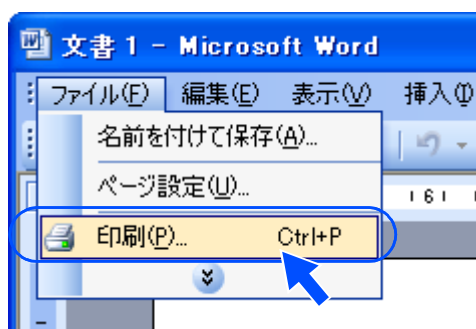 文書 1 - Microsoft Word
ファイル(F) 編集(E) 表示(V) 挿入(I
名前を付けて保存(A)...
ページ設定(U)...
161
印刷(P)... Ctrl+P